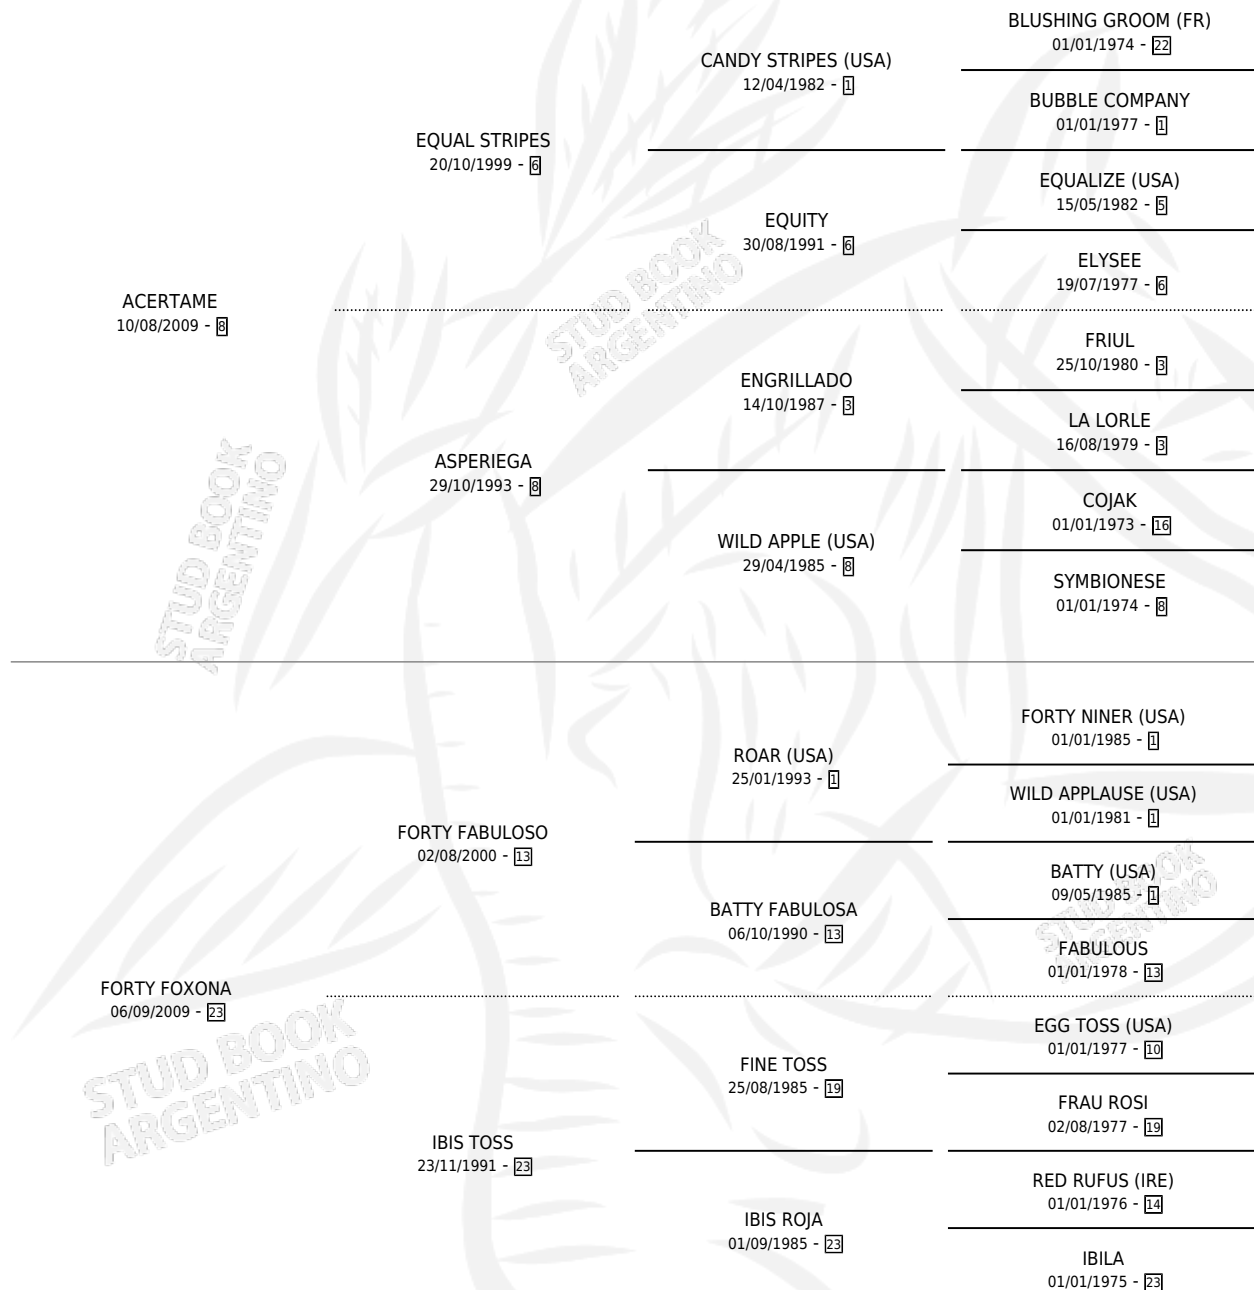 BLUSHING GROOM (FR)
01/01/1974 - 22
CANDY STRIPES (USA)
12/04/1982 - 1
BUBBLE COMPANY
01/01/1977 - 1
EQUAL STRIPES
20/10/1999 - 6
EQUALIZE (USA)
15/05/1982 - 5
EQUITY
30/08/1991 - 6
ELYSEE
19/07/1977 - 6
ACERTAME
10/08/2009 - 8
FRIUL
25/10/1980 - 3
ENGRILLADO
14/10/1987 - 3
LA LORLE
16/08/1979 - 3
ASPERIEGA
29/10/1993 - 8
COJAK
01/01/1973 - 16
WILD APPLE (USA)
29/04/1985 - 8
SYMBIONESE
01/01/1974 - 8
FORTY NINER (USA)
01/01/1985 - 1
ROAR (USA)
25/01/1993 - 1
WILD APPLAUSE (USA)
01/01/1981 - 1
FORTY FABULOSO
02/08/2000 - 13
BATTY (USA)
09/05/1985 - 1
BATTY FABULOSA
06/10/1990 - 13
FABULOUS
01/01/1978 - 13
FORTY FOXONA
06/09/2009 - 23
EGG TOSS (USA)
01/01/1977 - 10
FINE TOSS
25/08/1985 - 19
FRAU ROSI
02/08/1977 - 19
IBIS TOSS
23/11/1991 - 23
RED RUFUS (IRE)
01/01/1976 - 14
IBIS ROJA
01/09/1985 - 23
IBILA
01/01/1975 - 23
STUD BOOK
ARGENTINO
STUD BOOK
ARGENTINO
STUD BOOK
ARGENTINO
STUD BOOK
ARGENTINO